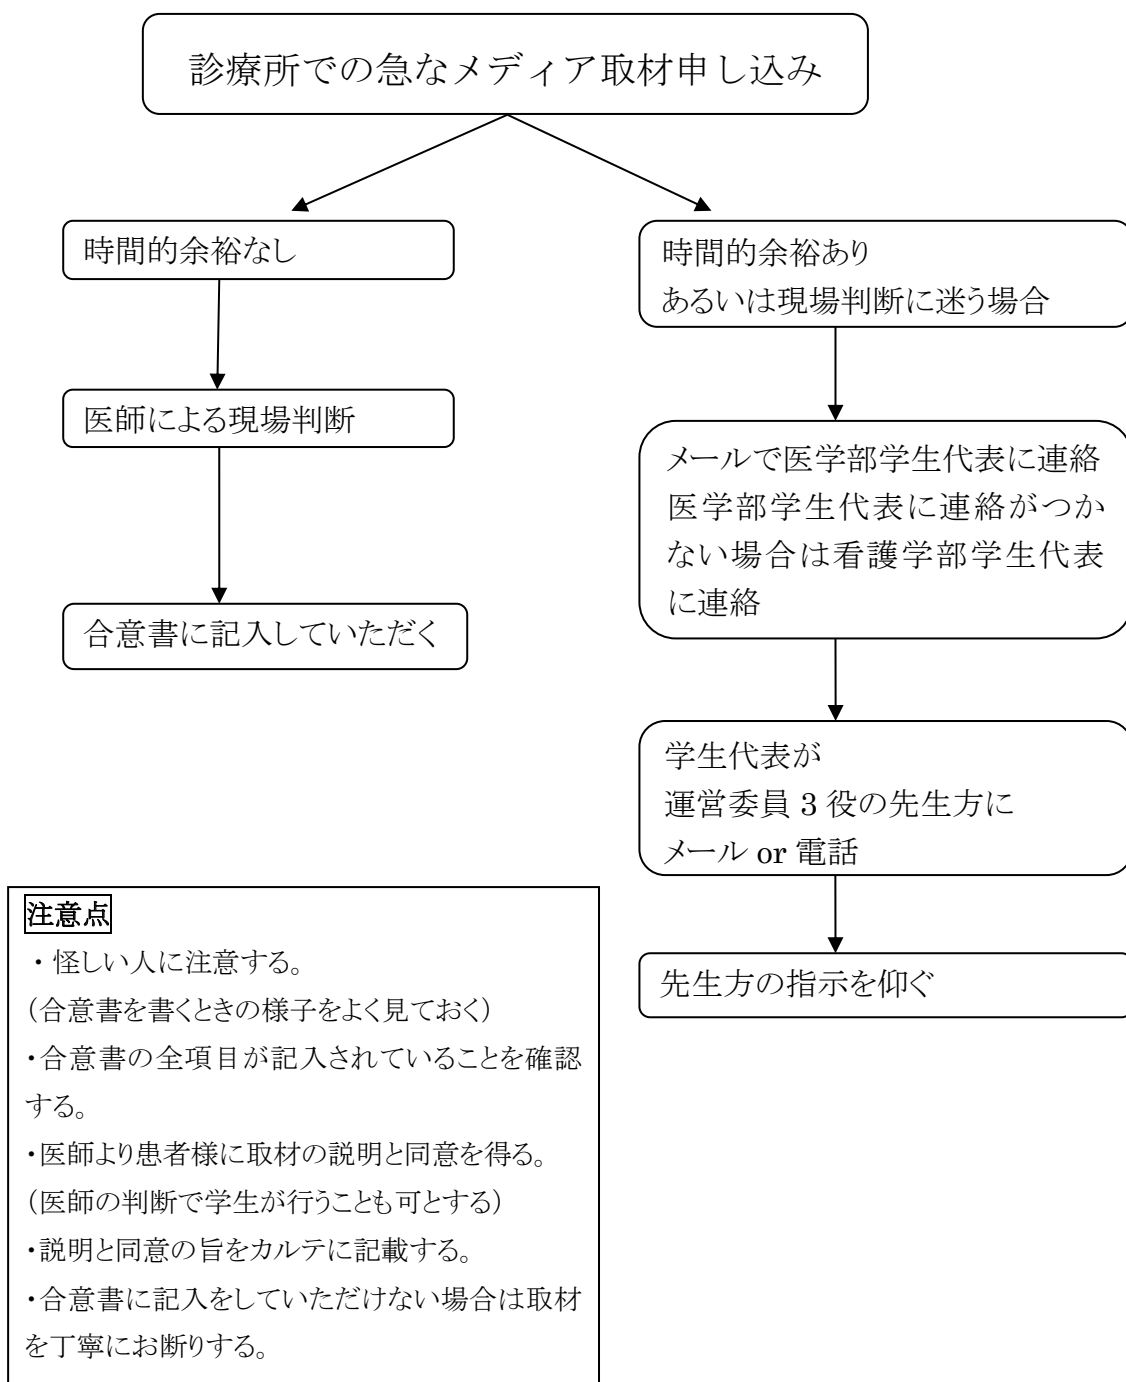 診療所での急なメディア取材申し込み
時間的余裕なし
医師による現場判断
合意書に記入していただく
時間的余裕あり
あるいは現場判断に迷う場合
メールで医学部学生代表に連絡
医学部学生代表に連絡がつか
ない場合は看護学部学生代表
に連絡
学生代表が
運営委員 3 役の先生方に
メール or 電話
先生方の指示を仰ぐ
注意点
・怪しい人に注意する。
(合意書を書くときの様子をよく見ておく)
・合意書の全項目が記入されていることを確認
する。
・医師より患者様に取材の説明と同意を得る。
(医師の判断で学生が行うことも可とする)
・説明と同意の旨をカルテに記載する。
・合意書に記入をしていただけない場合は取材
を丁寧にお断りする。